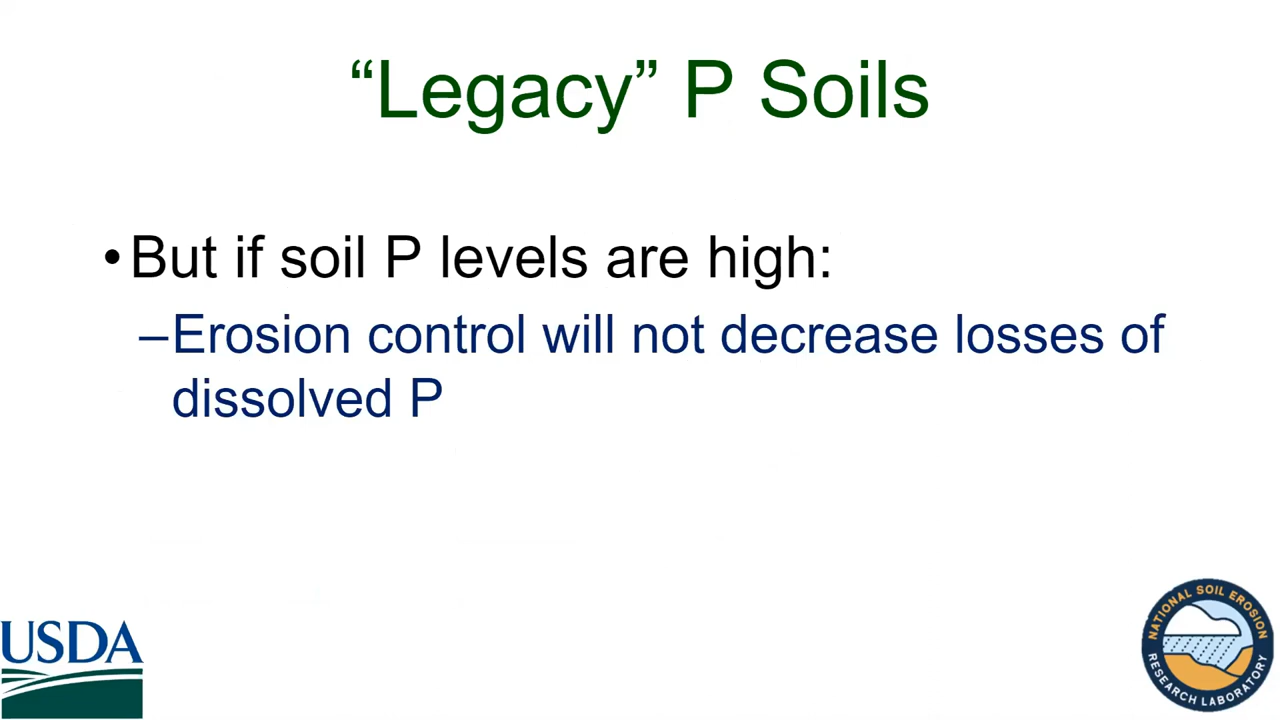 “Legacy” P Soils
•But if soil P levels are high:
–Erosion control will not decrease losses of
dissolved P
USDA
NATIONAL SOIL EROSION
RESEARCH LABORATORY